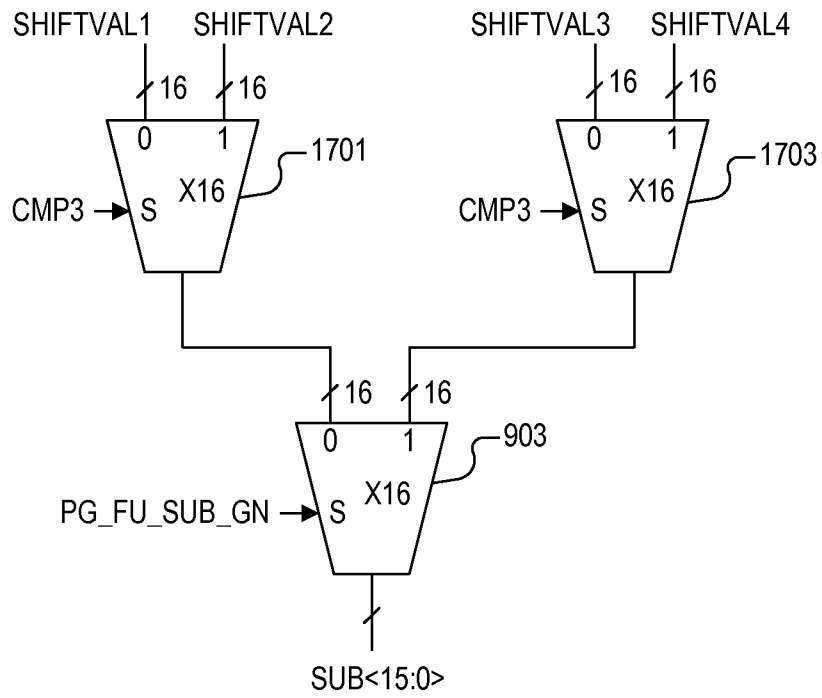 SHIFTVAL1 SHIFTVAL2 SHIFTVAL3 SHIFTVAL4
16 16 16 16
0 1 0 1
1701 1703
X16 X16
CMP3 S CMP3 S
16 16
0 1
903
X16
PG_FU_SUB_GN S
SUB<15:0>